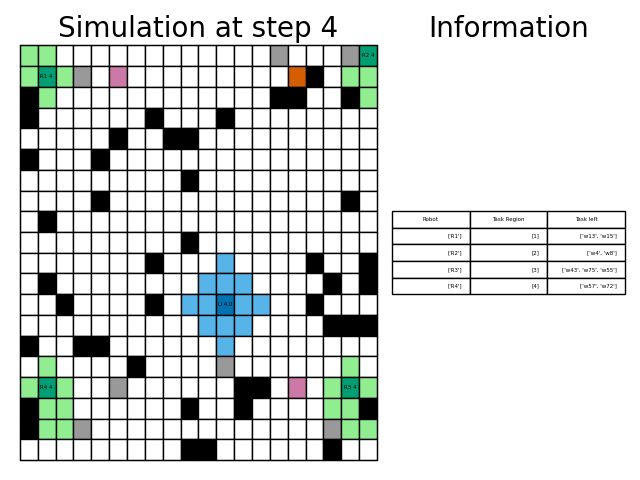 Simulation at step 4
Information
R2 4
R1 4
Robot Task Region Task left
['R1'] [1] ['w13', 'w15']
['R2'] [2] ['w4', 'w8']
['R3'] [3] ['w43', 'w75', 'w55']
['R4'] [4] ['w57', 'w72']
U 4.0
R4 4
R3 4